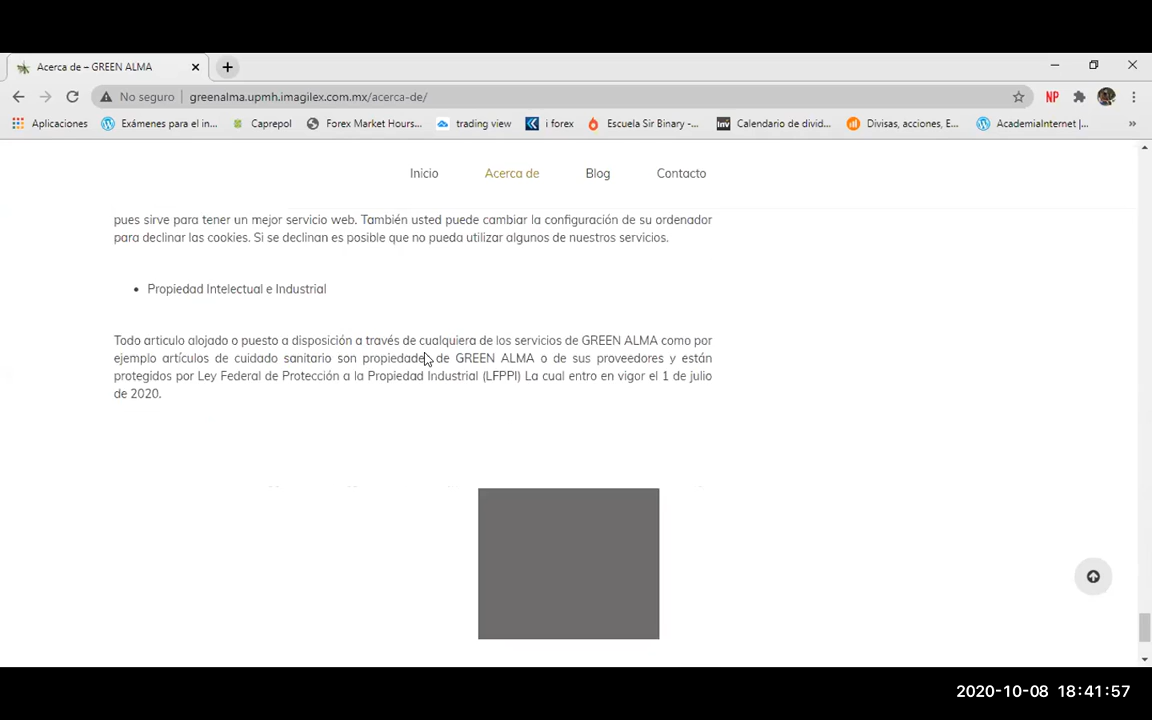 Acerca de – GREEN ALMA
No seguro greenalma.upmh.imagilex.com.mx/acerca-de/ NP
Aplicaciones Exámenes para el in... Caprepol Forex Market Hours... trading view i forex Escuela Sir Binary -... Inv Calendario de divid... Divisas, acciones, E... AcademiaInternet |... »
Inicio Acerca de Blog Contacto
pues sirve para tener un mejor servicio web. También usted puede cambiar la configuración de su ordenador
para declinar las cookies. Si se declinan es posible que no pueda utilizar algunos de nuestros servicios.
• Propiedad Intelectual e Industrial
Todo articulo alojado o puesto a disposición a través de cualquiera de los servicios de GREEN ALMA como por
ejemplo artículos de cuidado sanitario son propiedades de GREEN ALMA o de sus proveedores y están
protegidos por Ley Federal de Protección a la Propiedad Industrial (LFPPI) La cual entro en vigor el 1 de julio
de 2020.
2020-10-08 18:41:57